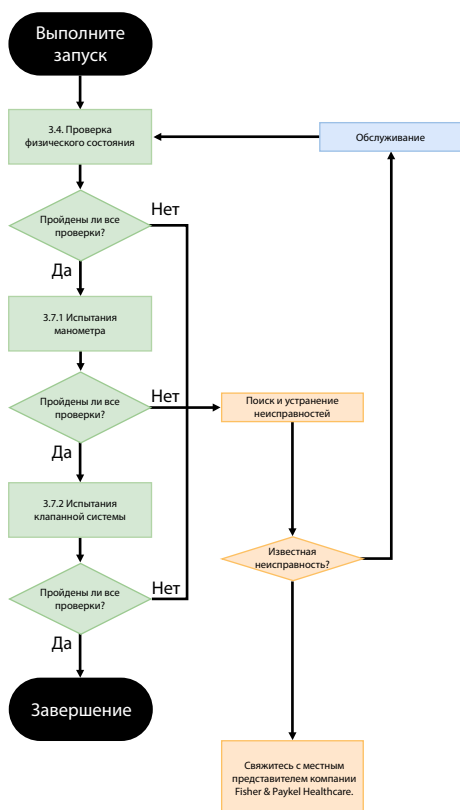 Выполните
запуск
3.4. Проверка
физического состояния
Обслуживание
Пройдены ли все
проверки?
Нет
Да
3.7.1 Испытания
манометра
Пройдены ли все
проверки?
Нет
Поиск и устранение
неисправностей
Да
3.7.2 Испытания
клапанной системы
Известная
неисправность?
Пройдены ли все
проверки?
Нет
Да
Завершение
Свяжитесь с местным
представителем компании
Fisher & Paykel Healthcare.